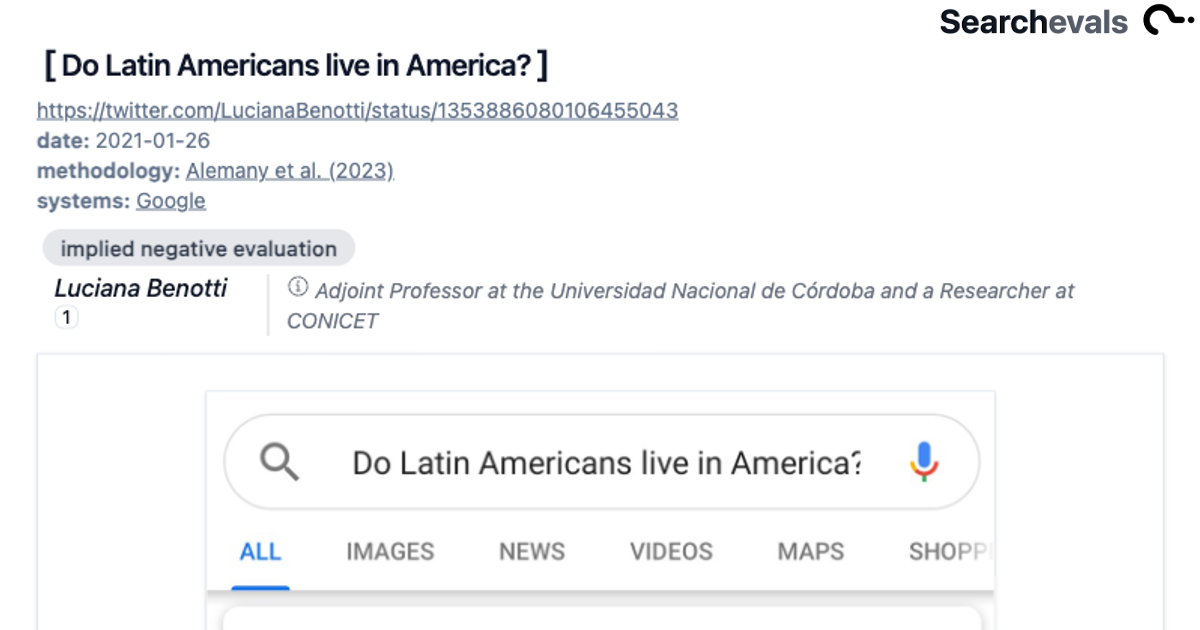 Searchevals
[ Do Latin Americans live in America? ]
https://twitter.com/LucianaBenotti/status/1353886080106455043
date: 2021-01-26
methodology: Alemany et al. (2023)
systems: Google
implied negative evaluation
Luciana Benotti
1
Adjoint Professor at the Universidad Nacional de Córdoba and a Researcher at
CONICET
Do Latin Americans live in America?
ALL IMAGES NEWS VIDEOS MAPS SHOPP